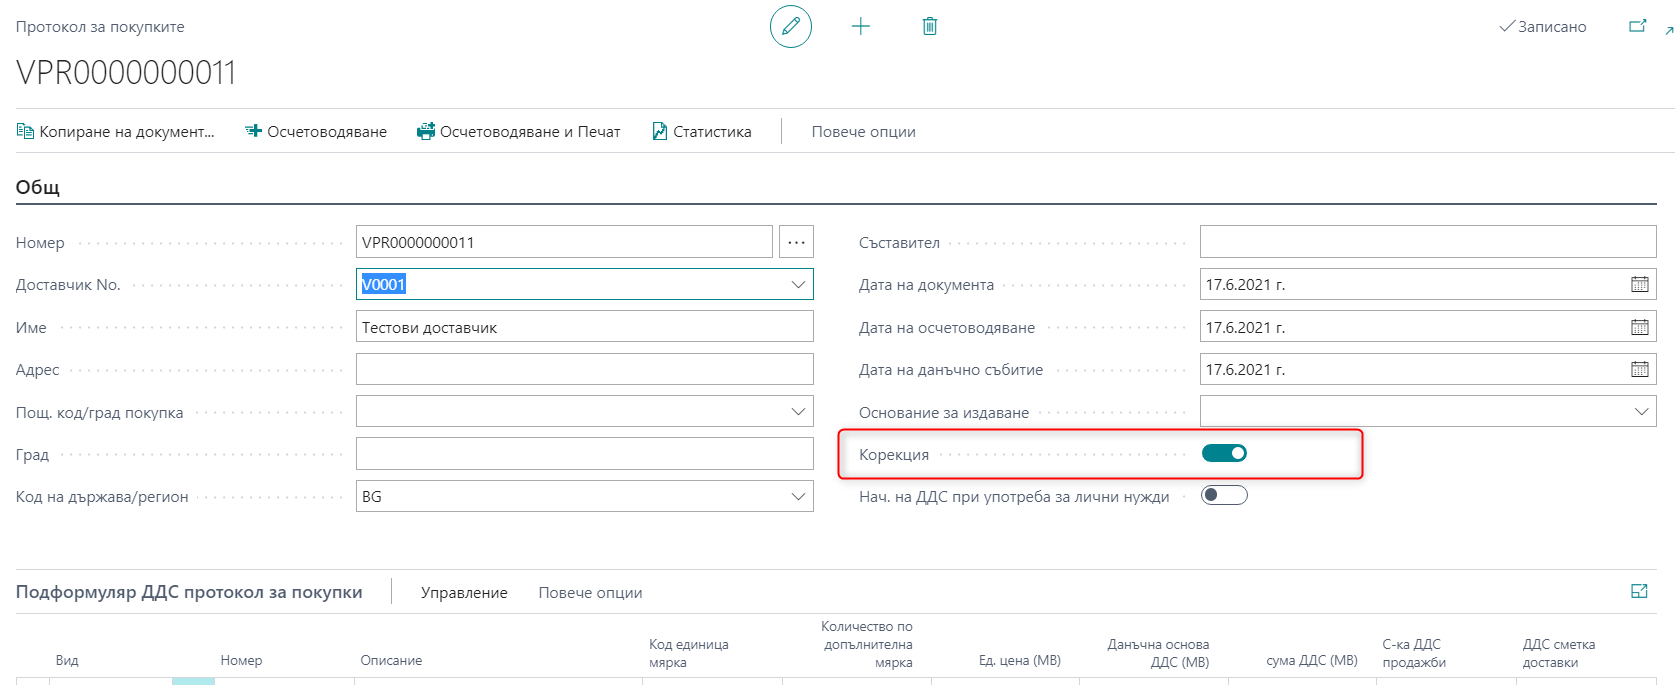 Протокол за покупките
Записано
VPR0000000011
Копиране на документ...
Осчетоводяване
Осчетоводяване и Печат
Статистика
Повече опции
Общ
Номер
VPR0000000011
...
Доставчик No.
V0001
Име
Тестови доставчик
Адрес
Пощ. код/град покупка
Град
Код на държава/регион
BG
Съставител
Дата на документа
17.6.2021 г.
Дата на осчетоводяване
17.6.2021 г.
Дата на данъчно събитие
17.6.2021 г.
Основание за издаване
Корекция
Нач. на ДДС при употреба за лични нужди
Подформуляр ДДС протокол за покупки
Управление
Повече опции
Вид
Номер
Описание
Код единица
мярка
Количество по
допълнителна
мярка
Ед. цена (МВ)
Данъчна основа
ДДС (МВ)
сума ДДС (МВ)
С-ка ДДС
продажби
ДДС сметка
доставки